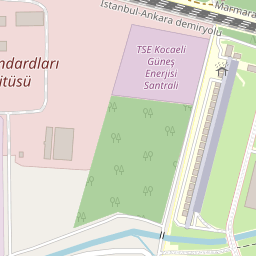 İstanbul-Ankara demiryolu
Marmara
TSE Kocaeli
Güneş
Enerjisi
Santrali
ndardları
itüsü